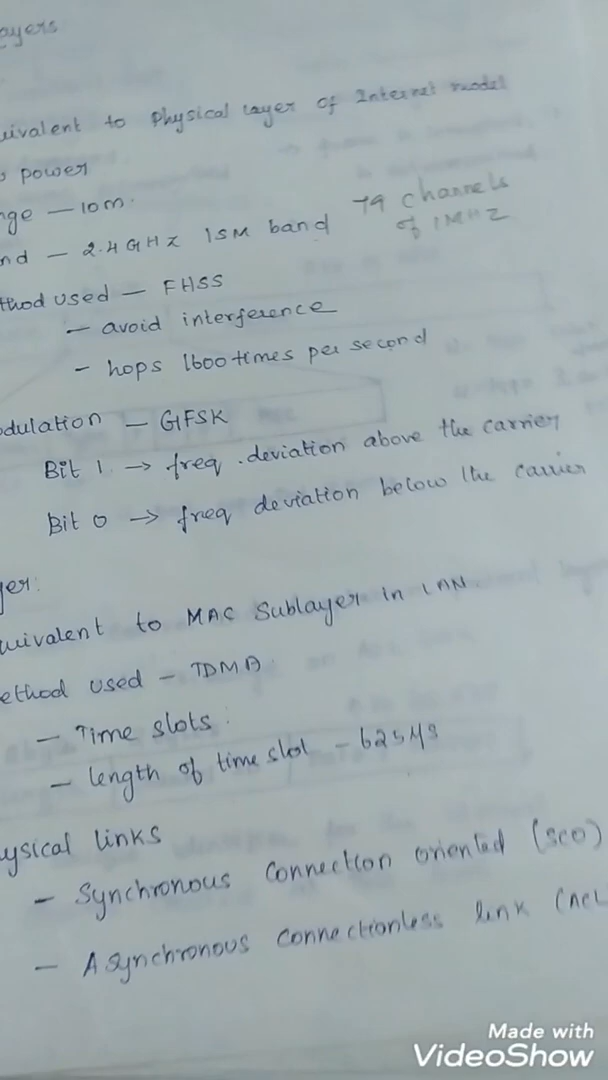 ayers
uivalent to Physical layer of Internet model
power
nge – 10m.
nd – 2.4 GHz ISM band 79 channels
of 1MHZ
thod used – FHSS
– avoid interference
– hops 1600 times per second
odulation – GFSK
Bit 1 → freq. deviation above the carrier
Bit 0 → freq deviation below the carrier
yer:
uivalent to MAC Sublayer in LAN
ethod used – TDMA
– Time slots:
– length of time slot – 625μs
ysical links
– Synchronous Connection oriented (SCO)
– Asynchronous connectionless link (ACL
Made with
VideoShow